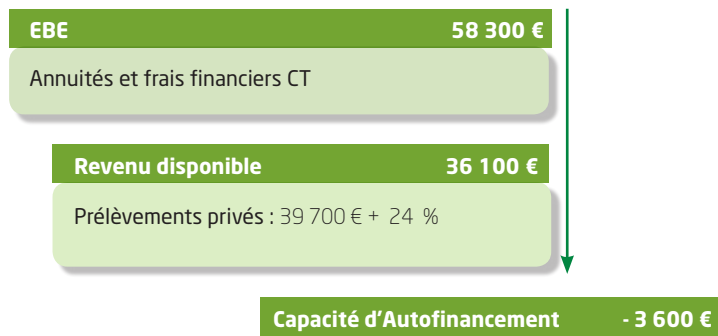 EBE 58 300 €
Annuités et frais financiers CT
Revenu disponible 36 100 €
Prélèvements privés : 39 700 € + 24 %
Capacité d'Autofinancement - 3 600 €